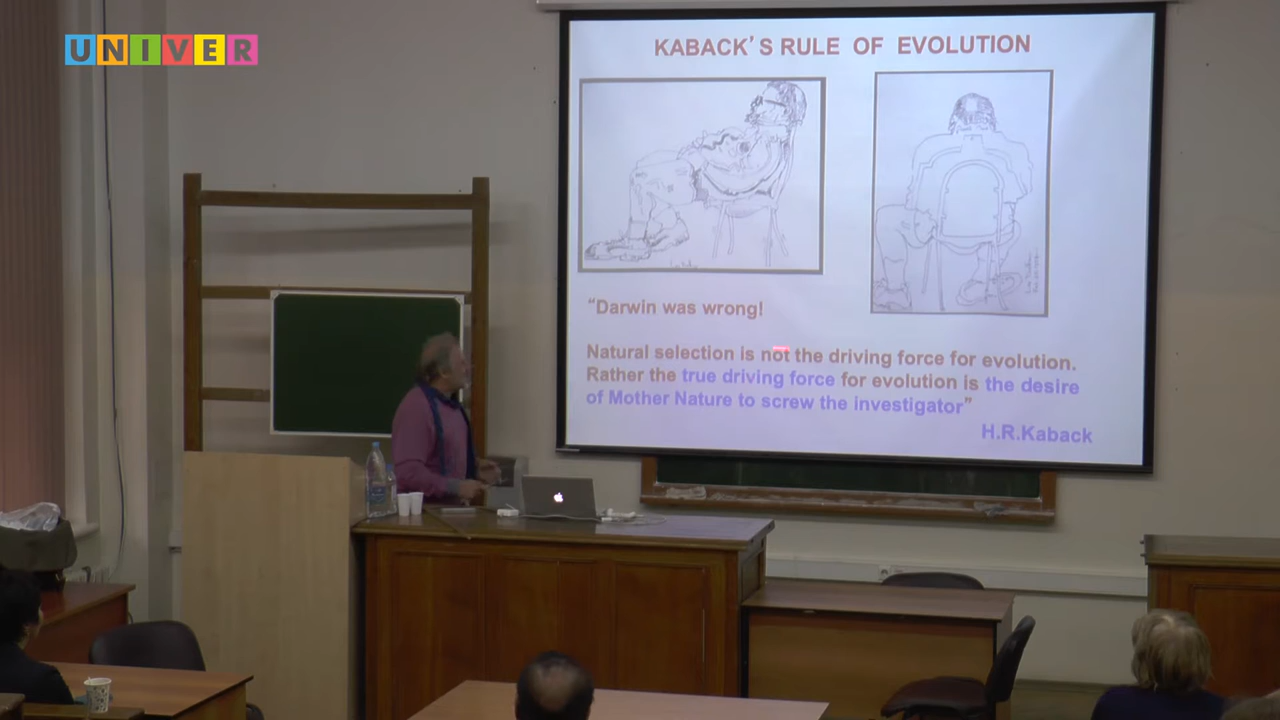 UNIVER
KABACK'S RULE OF EVOLUTION
“Darwin was wrong!
Natural selection is not the driving force for evolution.
Rather the true driving force for evolution is the desire
of Mother Nature to screw the investigator”
H.R.Kaback